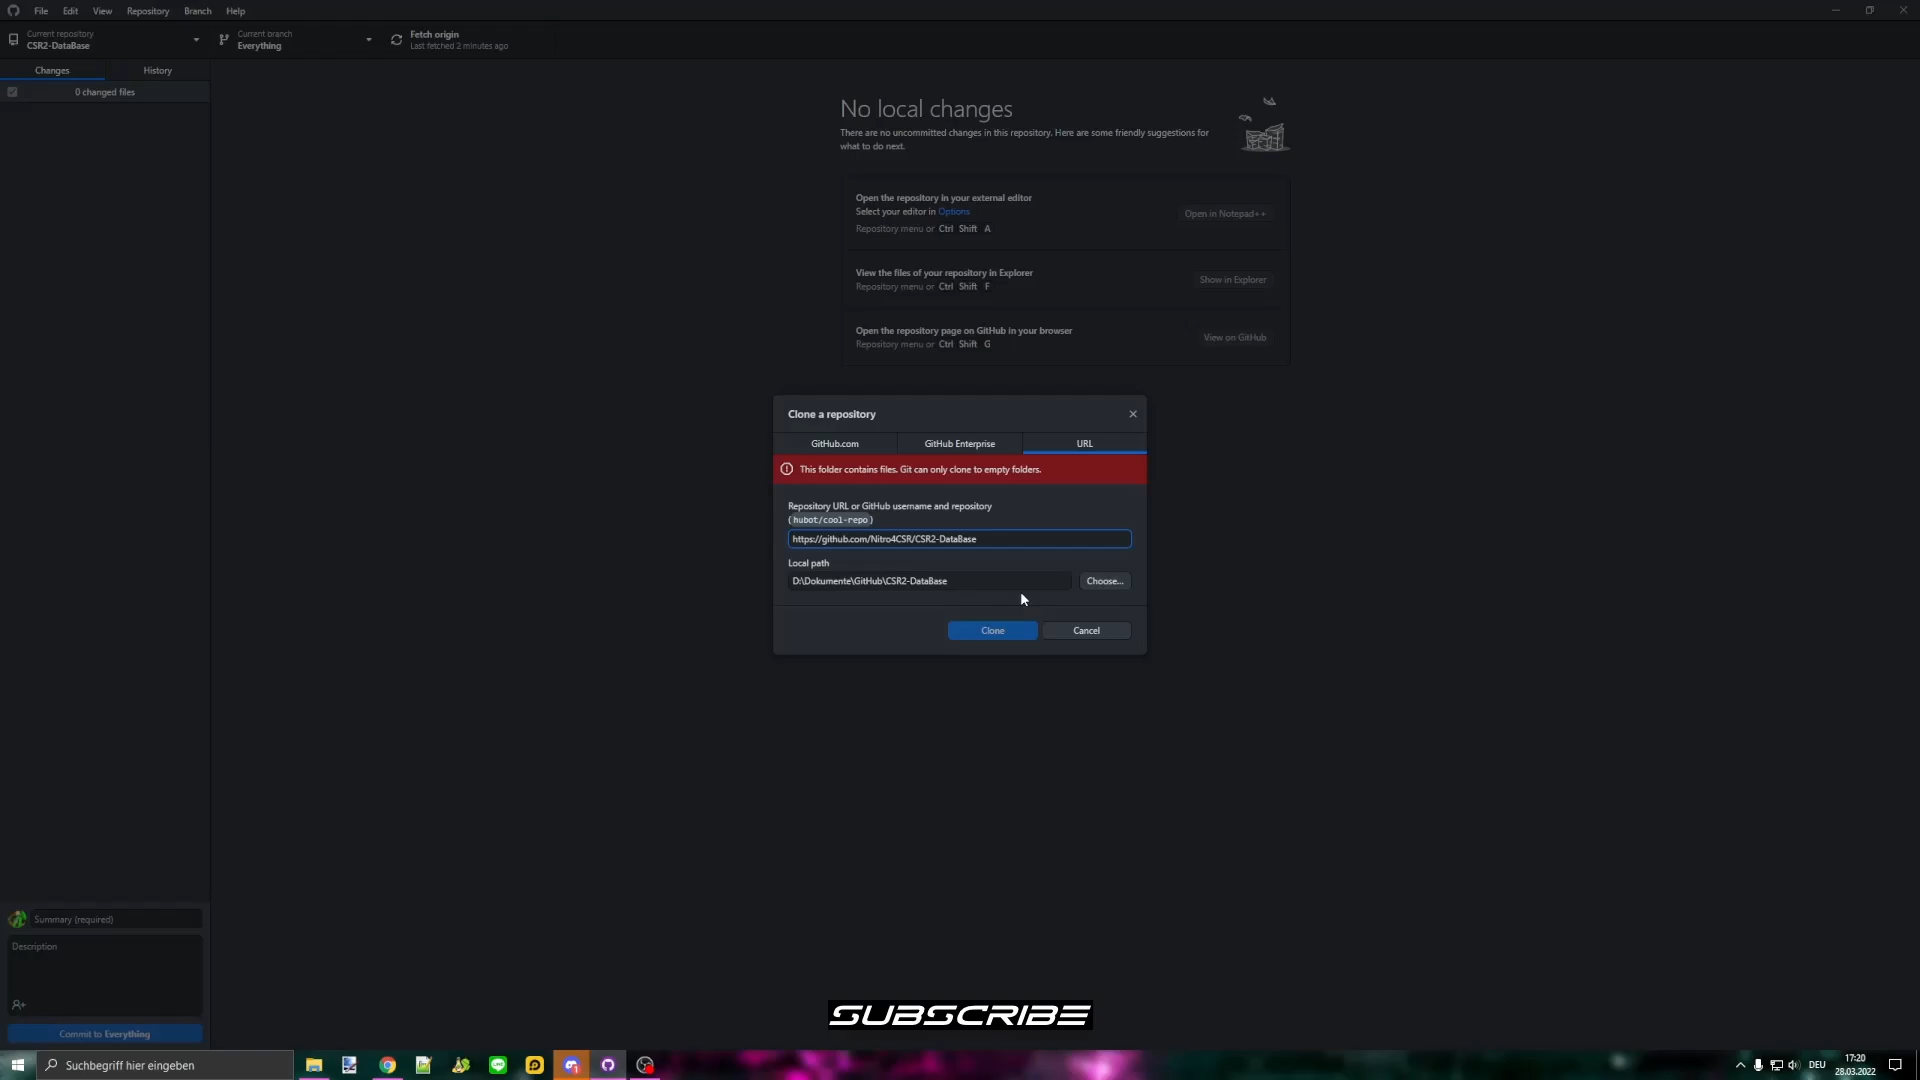 File Edit View Repository Branch Help
Current repository
CSR2-DataBase
Current branch
Everything
Fetch origin
Last fetched 2 minutes ago
Changes History
0 changed files
No local changes
There are no uncommitted changes in this repository. Here are some friendly suggestions for
what to do next.
Open the repository in your external editor
Select your editor in Options
Repository menu or Ctrl Shift A
Open in Notepad++
View the files of your repository in Explorer
Repository menu or Ctrl Shift F
Show in Explorer
Open the repository page on GitHub in your browser
Repository menu or Ctrl Shift G
View on GitHub
Clone a repository
GitHub.com GitHub Enterprise URL
This folder contains files. Git can only clone to empty folders.
Repository URL or GitHub username and repository
(hubot/cool-repo)
https://github.com/Nitro4CSR/CSR2-DataBase
Local path
D:\Dokumente\GitHub\CSR2-DataBase
Choose...
Clone Cancel
Summary (required)
Description
Commit to Everything
SUBSCRIBE
Suchbegriff hier eingeben
DEU
17:20
28.03.2022